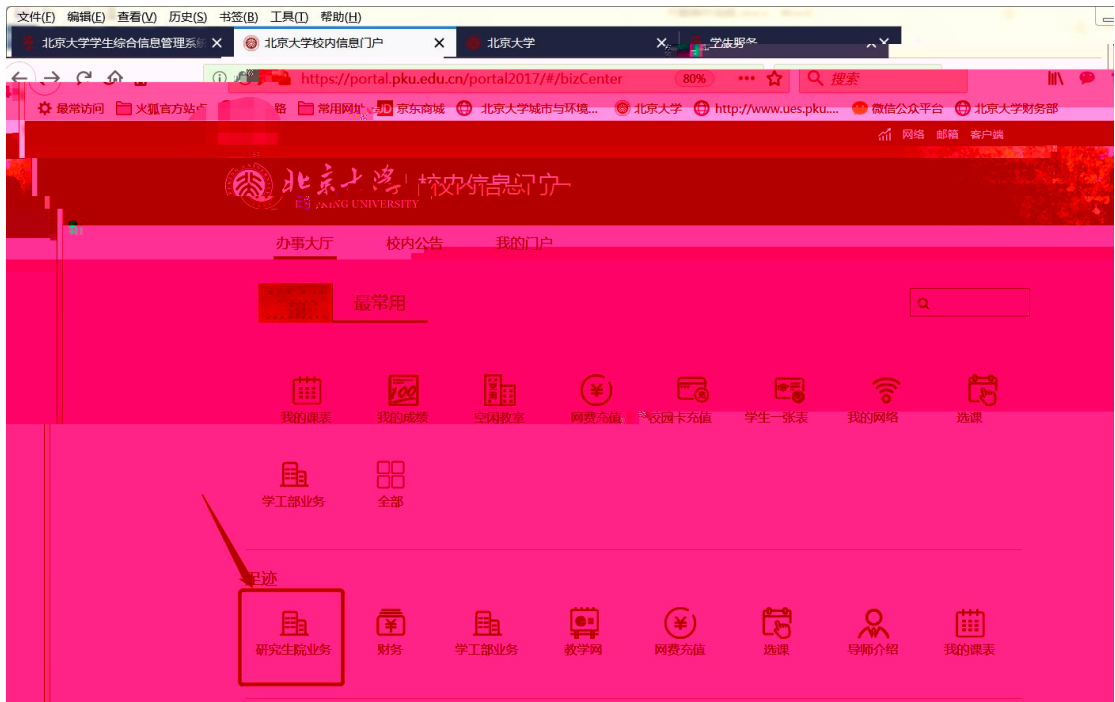 文件(F) 编辑(E) 查看(V) 历史(S) 书签(B) 工具(T) 帮助(H)
北京大学学生综合信息管理系统 北京大学校内信息门户 北京大学
https://portal.pku.edu.cn/portal2017/#/bizCenter 80% 搜索
最常访问 火狐官方站点 常用网址 JD 京东商城 北京大学城市与环境... 北京大学 http://www.ues.pku.... 微信公众平台 北京大学财务部
网络 邮箱 客户端
北京大学 校内信息门户
UNIVERSITY
办事大厅 校内公告 我的门户
最常用
我的课表 我的成绩 空闲教室 网费充值 校园卡充值 学生一张表 我的网络 选课
学工部业务 全部
足迹
研究生院业务 财务 学工部业务 教学网 网费充值 选课 导师介绍 我的课表